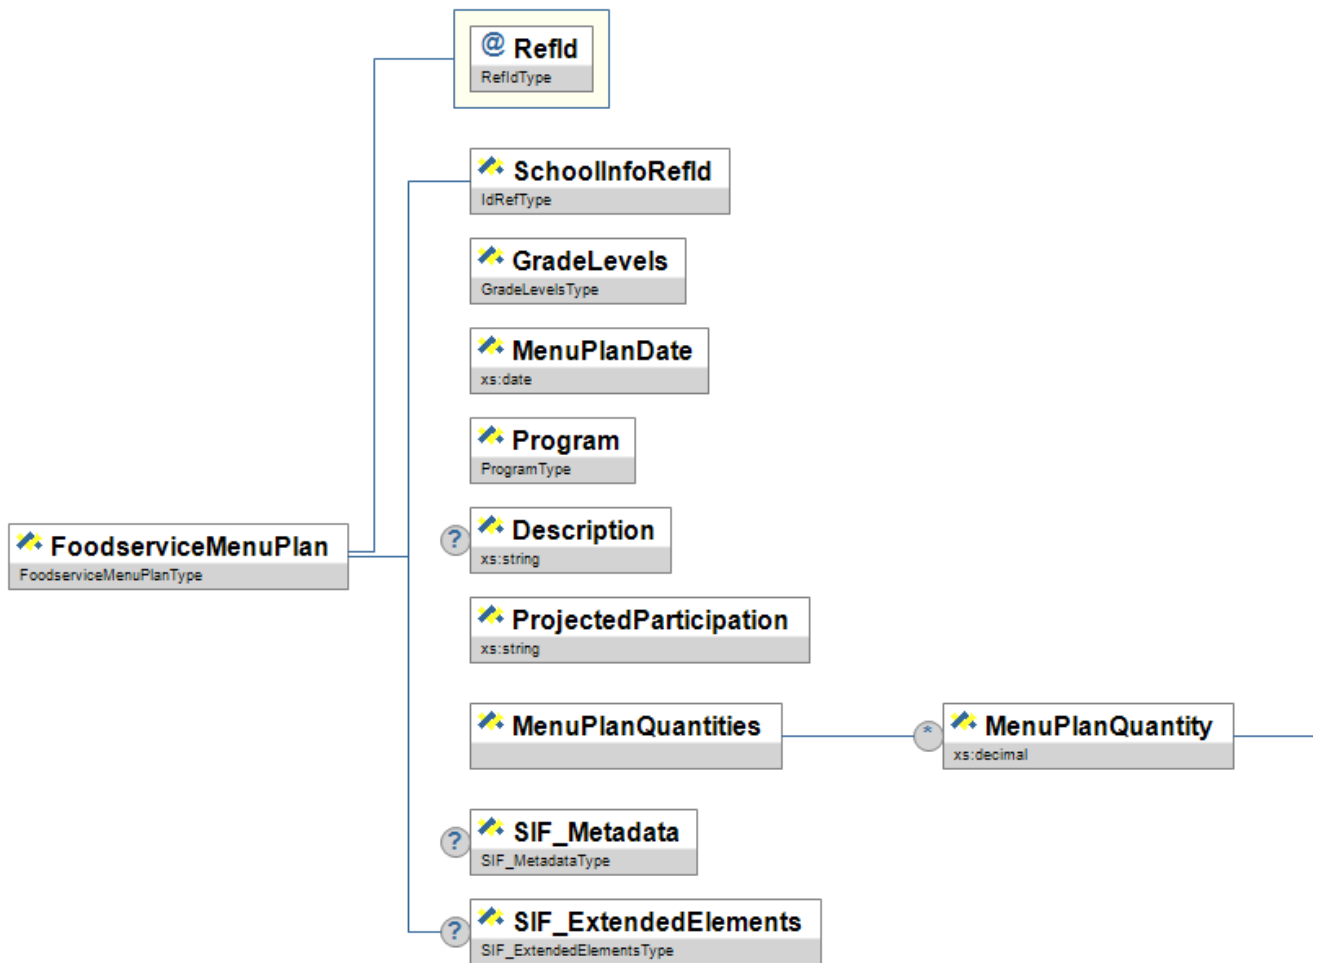 @ RefId
RefIdType
SchoolInfoRefId
IdRefType
GradeLevels
GradeLevelsType
MenuPlanDate
xs:date
Program
ProgramType
FoodserviceMenuPlan
FoodserviceMenuPlanType
? Description
xs:string
ProjectedParticipation
xs:string
MenuPlanQuantities
* MenuPlanQuantity
xs:decimal
? SIF_Metadata
SIF_MetadataType
? SIF_ExtendedElements
SIF_ExtendedElementsType